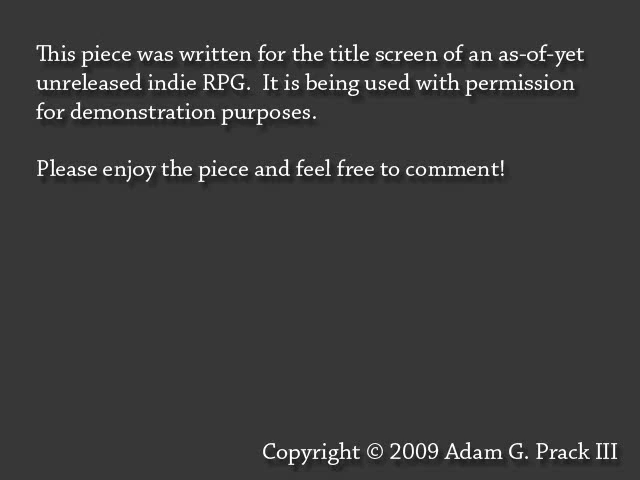 This piece was written for the title screen of an as-of-yet
unreleased indie RPG.  It is being used with permission
for demonstration purposes.
Please enjoy the piece and feel free to comment!
Copyright © 2009 Adam G. Prack III